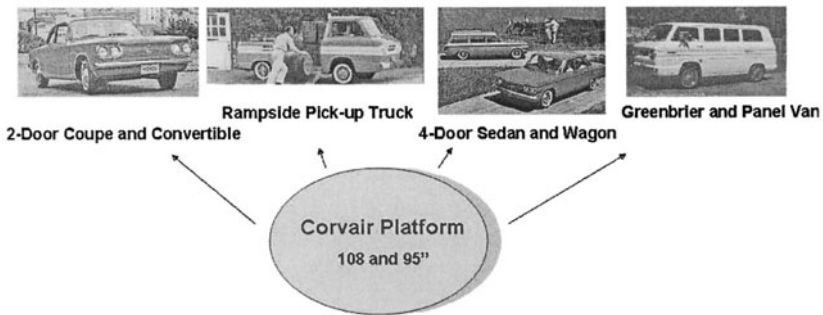 Rampside Pick-up Truck
Greenbrier and Panel Van
2-Door Coupe and Convertible
4-Door Sedan and Wagon
Corvair Platform
108 and 95”